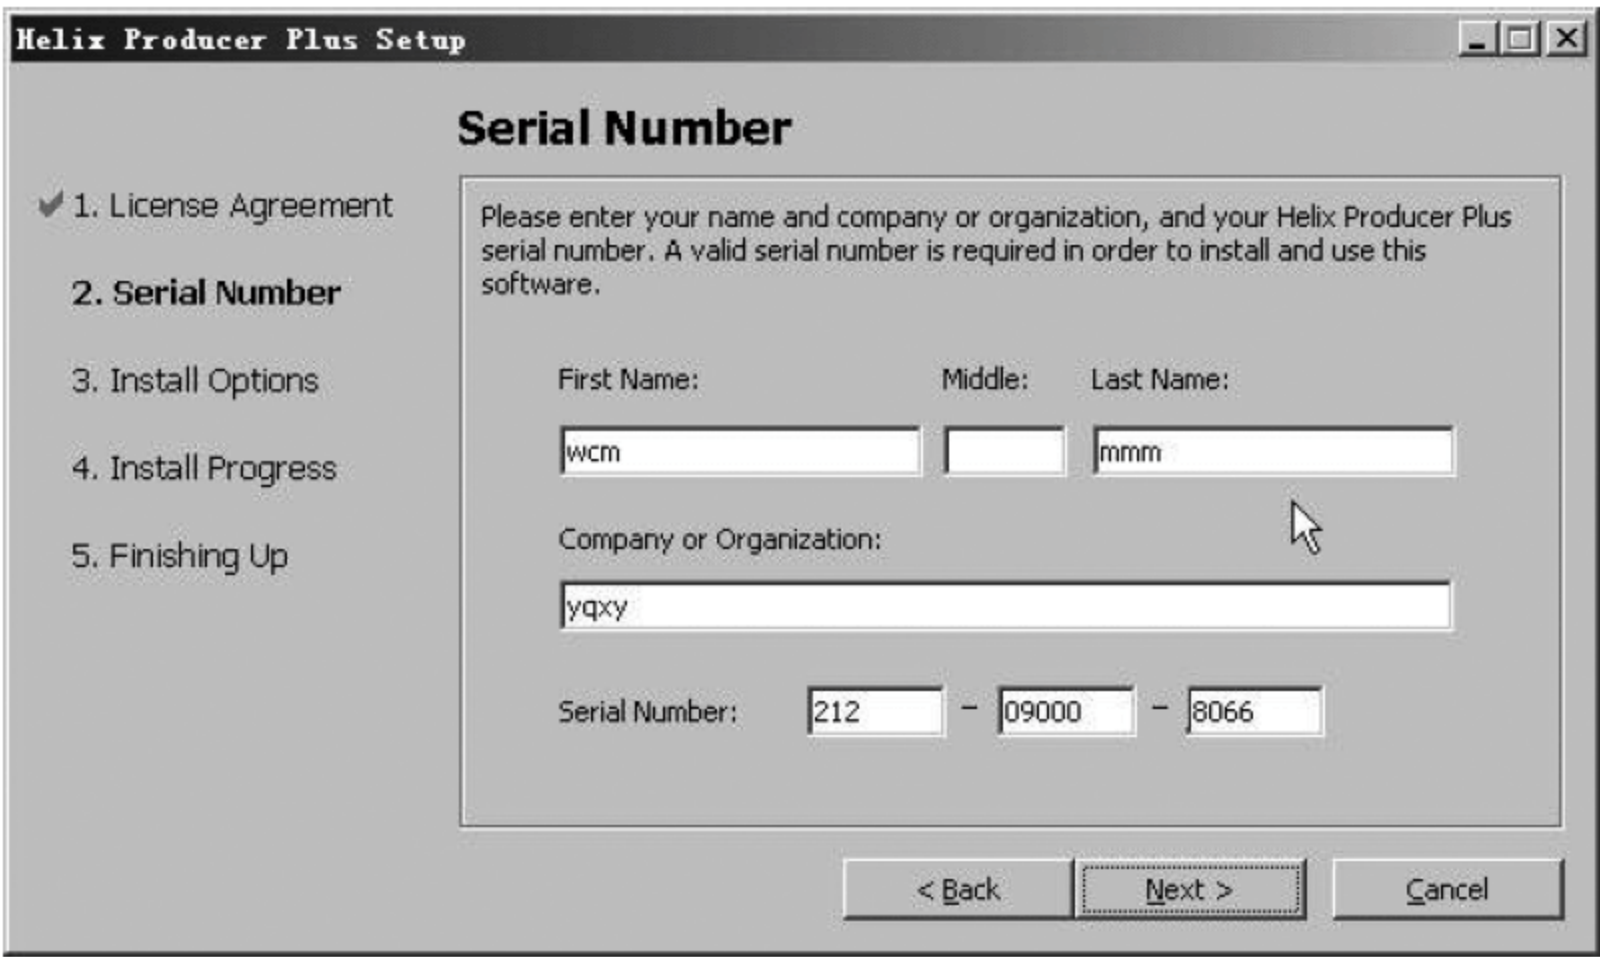 Helix Producer Plus Setup
Serial Number
1. License Agreement
2. Serial Number
3. Install Options
4. Install Progress
5. Finishing Up
Please enter your name and company or organization, and your Helix Producer Plus
serial number. A valid serial number is required in order to install and use this
software.
First Name: Middle: Last Name:
wcm mmm
Company or Organization:
yqxy
Serial Number: 212 - 09000 - 8066
< Back Next > Cancel